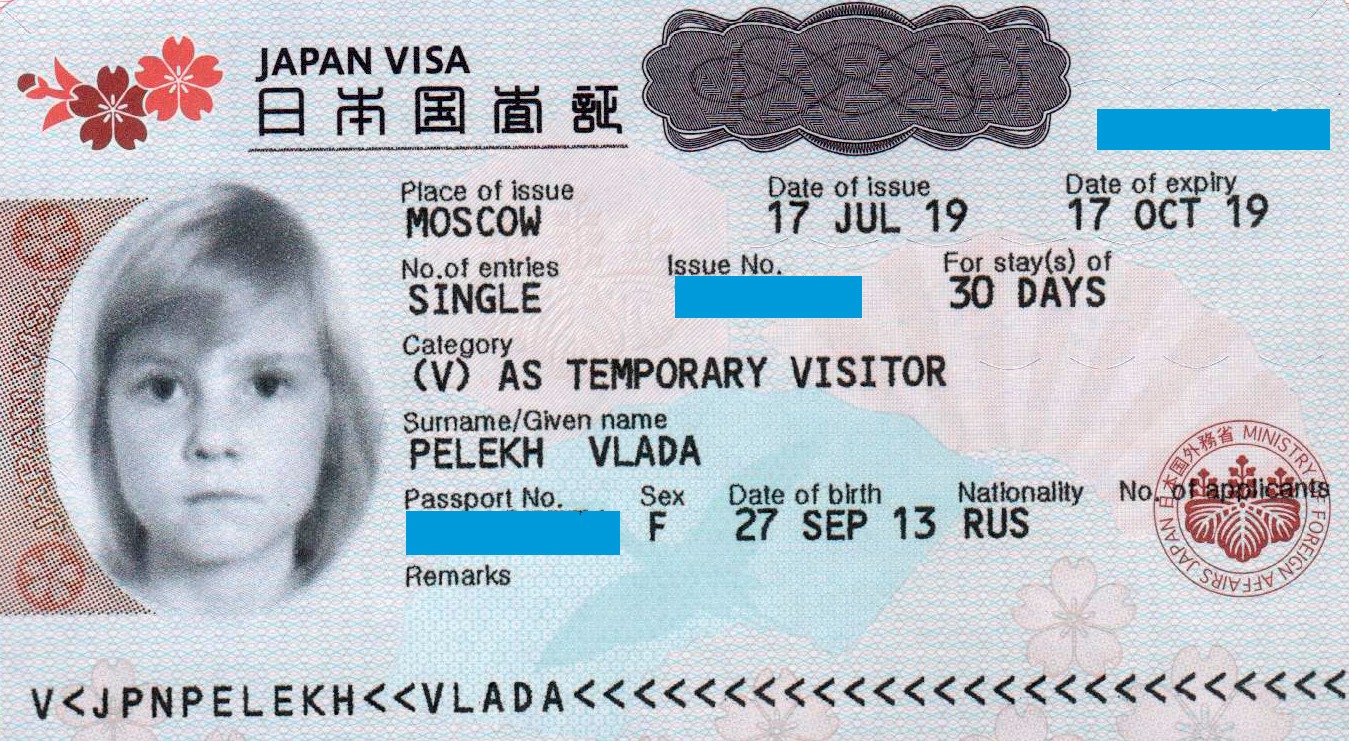 JAPAN VISA
日本国査証
Place of issue Date of issue Date of expiry
MOSCOW 17 JUL 19 17 OCT 19
No.of entries Issue No. For stay(s) of
SINGLE 30 DAYS
Category
(V) AS TEMPORARY VISITOR
Surname/Given name
PELEKH VLADA
Passport No. Sex Date of birth Nationality No. of applicants
F 27 SEP 13 RUS
Remarks
日本国外務省 MINISTRY OF FOREIGN AFFAIRS JAPAN
V<JPNPELEKH<<VLADA<<<<<<<<<<<<<<<<<<<<<<<<<<